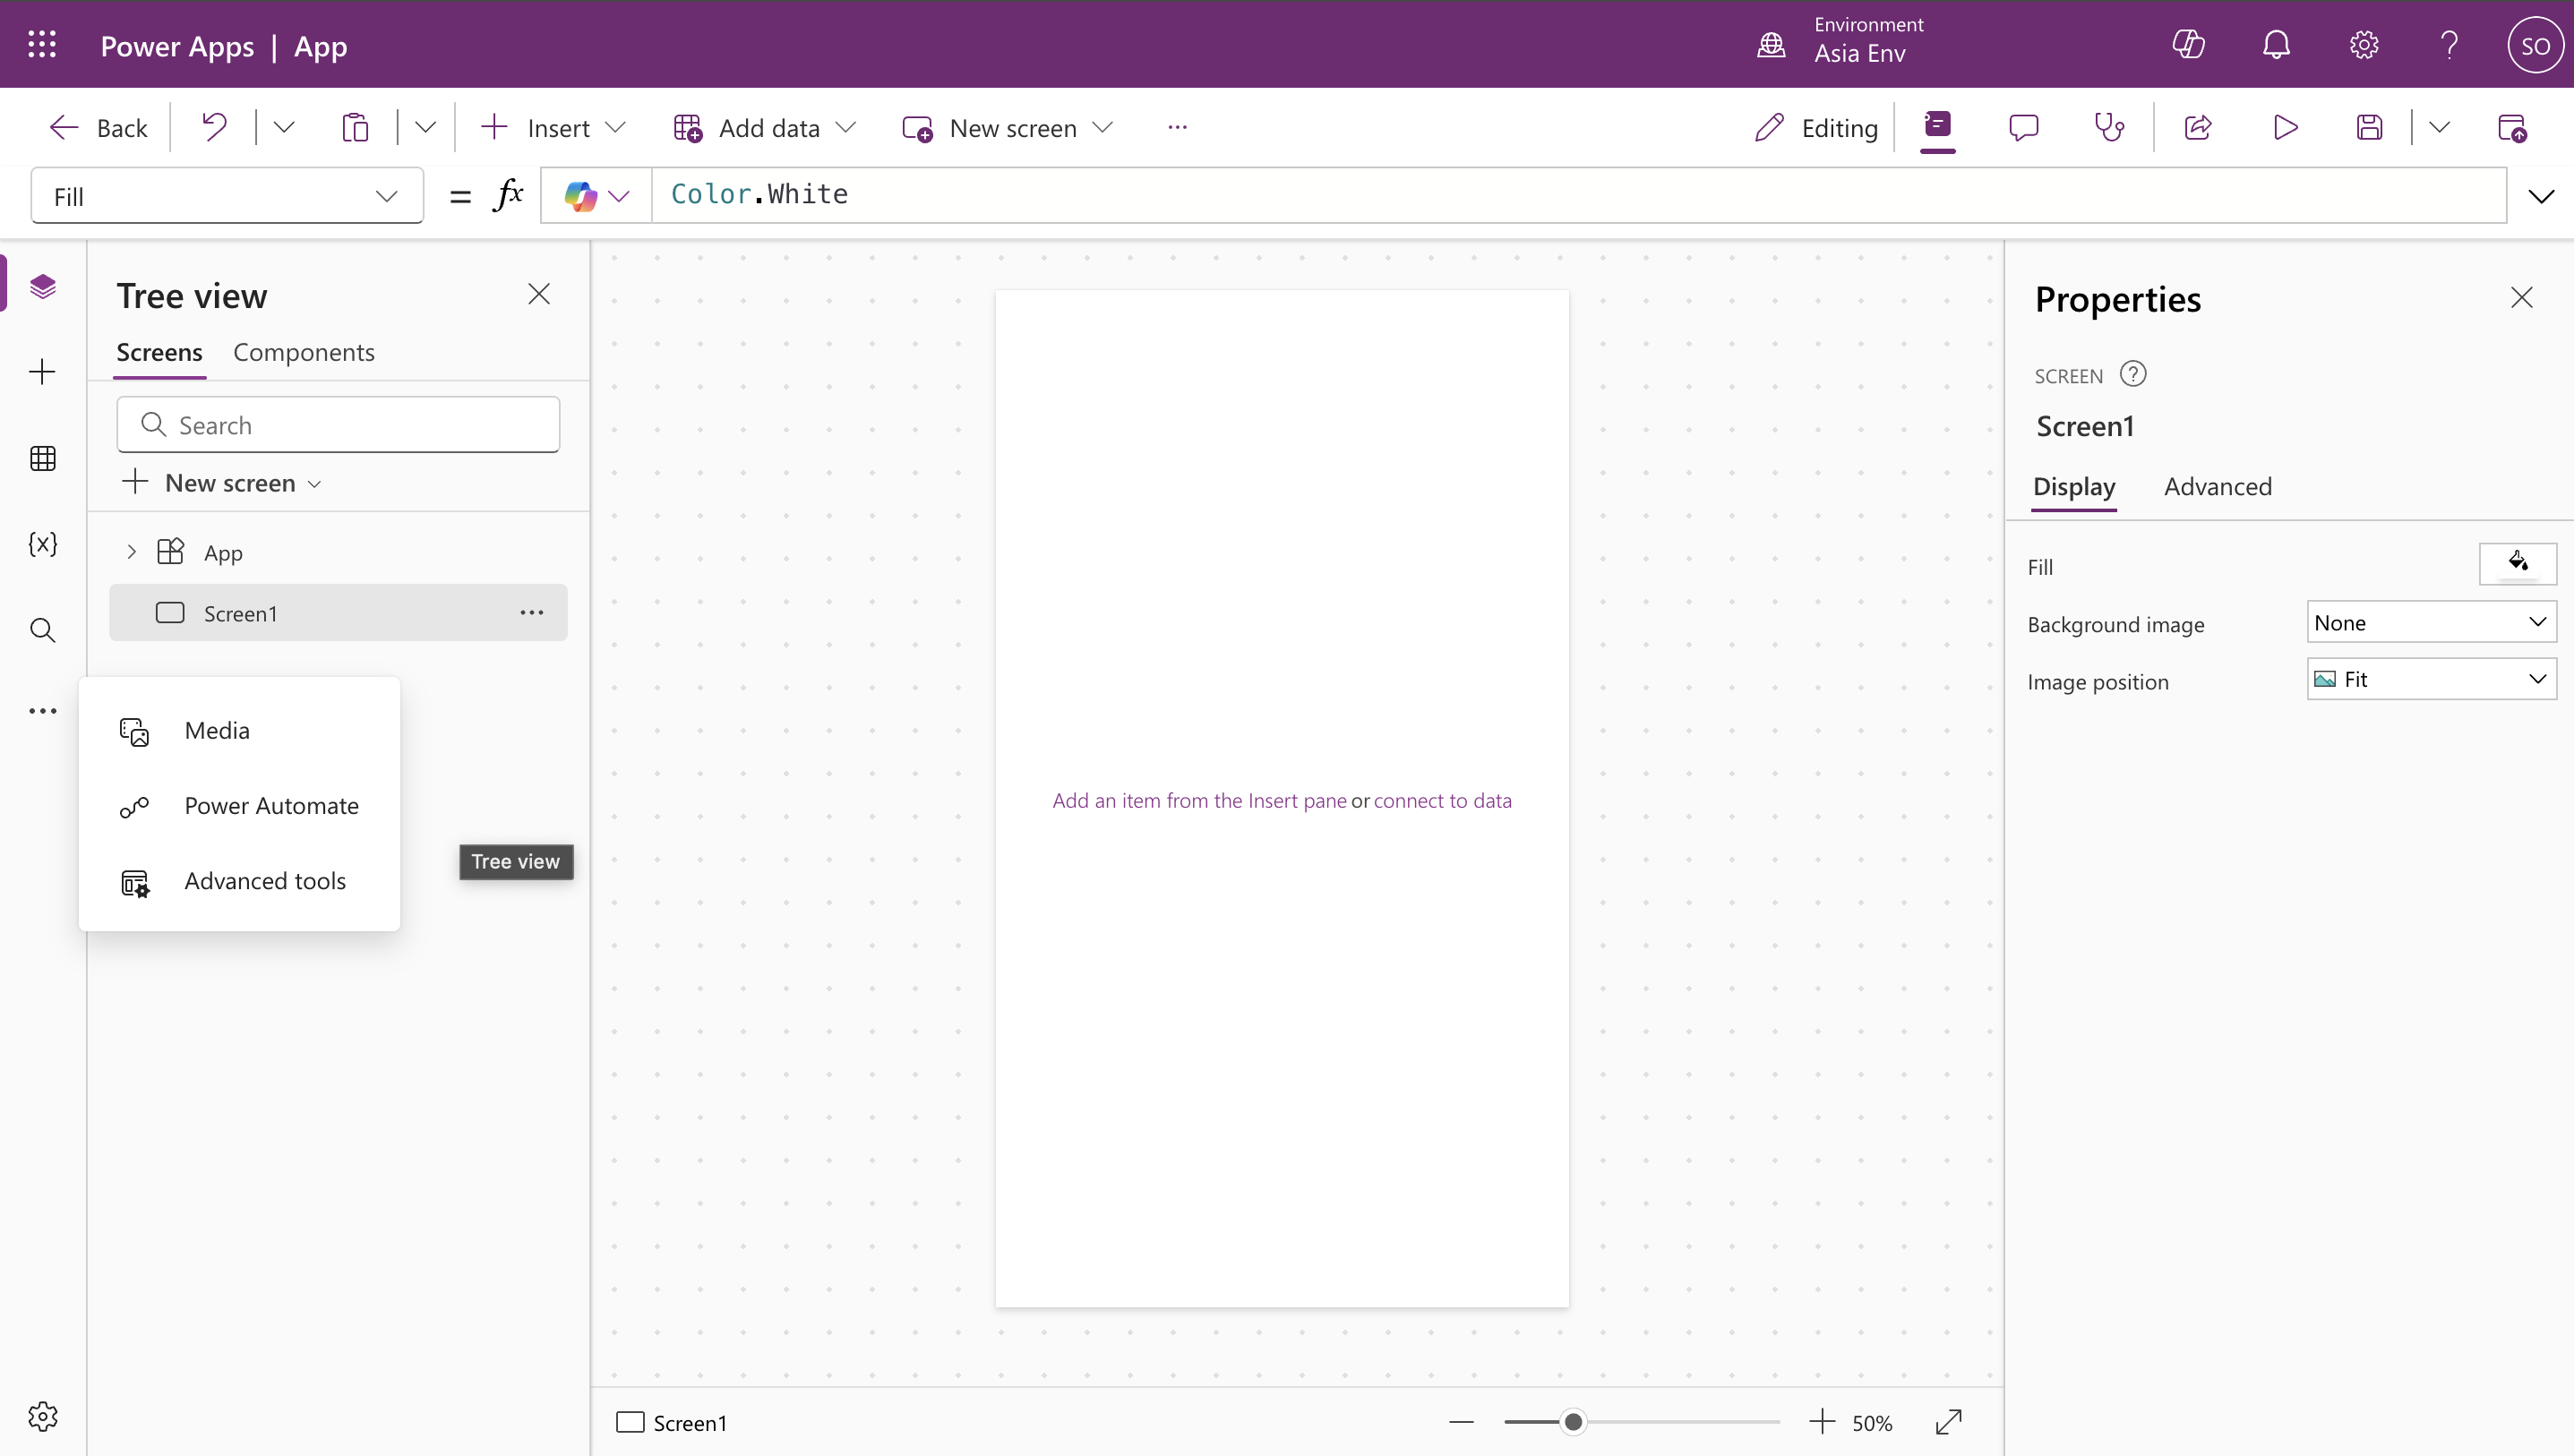 Power Apps | App
Environment
Asia Env
SO
Back
Insert
Add data
New screen
Editing
Fill
= fx
Color.White
Tree view
Screens
Components
Search
New screen
App
Screen1
Media
Power Automate
Advanced tools
Tree view
Add an item from the Insert pane or connect to data
Screen1
50%
Properties
SCREEN
Screen1
Display
Advanced
Fill
Background image
None
Image position
Fit